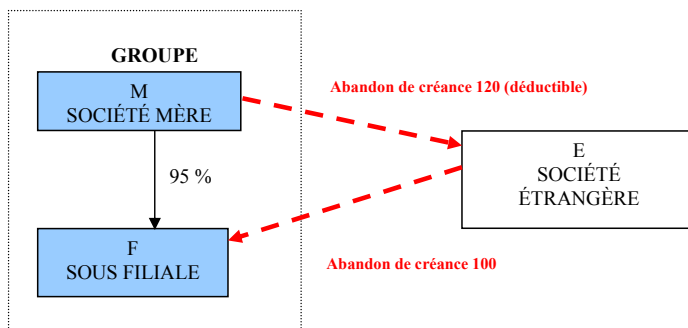 GROUPE
M
SOCIÉTÉ MÈRE
Abandon de créance 120 (déductible)
95 %
E
SOCIÉTÉ
ÉTRANGÈRE
F
SOUS FILIALE
Abandon de créance 100